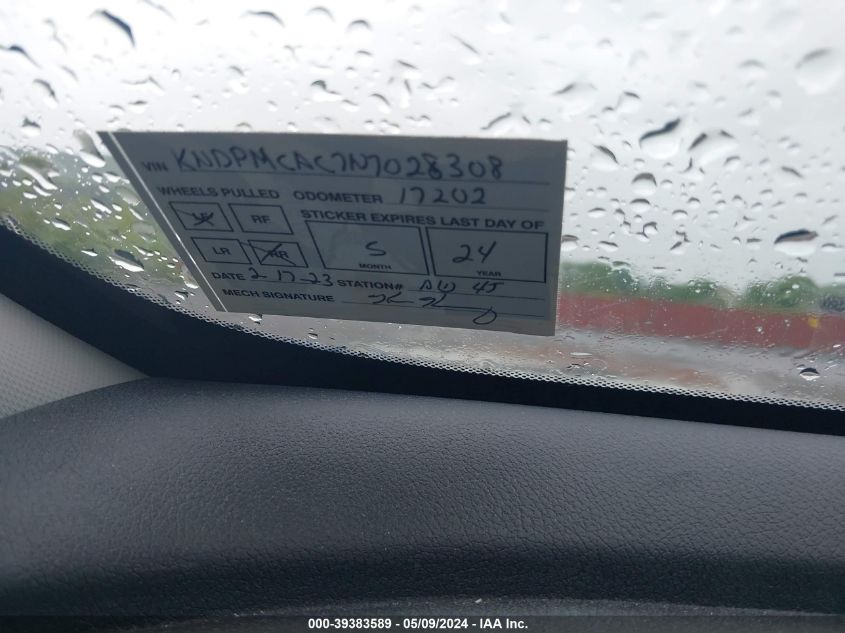 VIN KNDPMCAC7N7028308
WHEELS PULLED ODOMETER 17202
LF RF
STICKER EXPIRES LAST DAY OF
LR RR
5 MONTH
24 YEAR
DATE 2-17-23 STATION# AW 45
MECH SIGNATURE
000-39383589 - 05/09/2024 - IAA Inc.